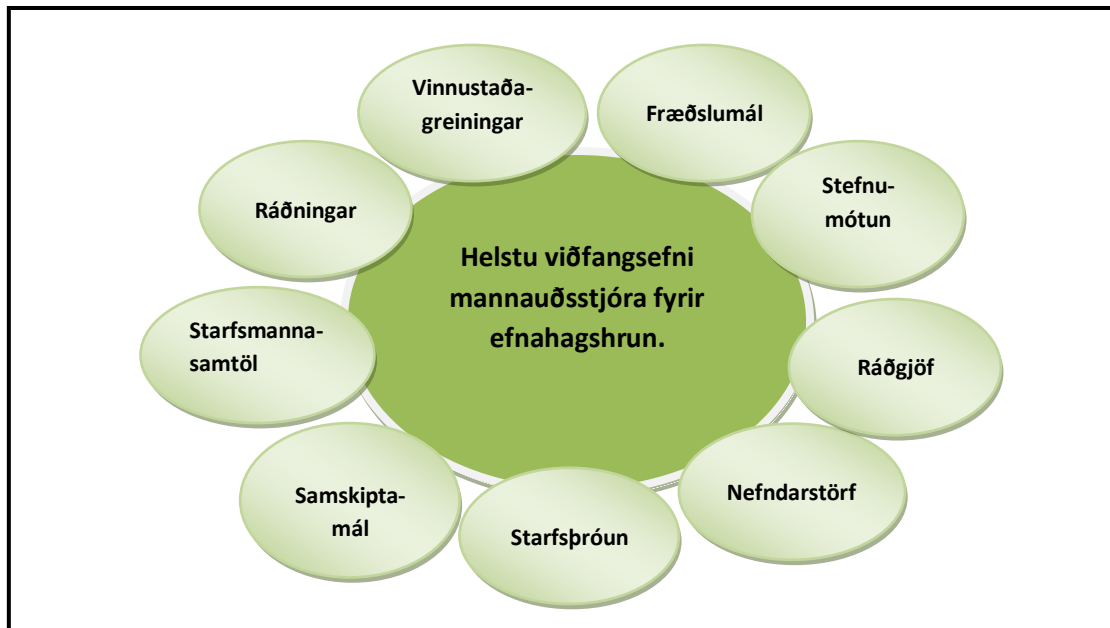 Vinnustaða-
greiningar
Fræðslumál
Stefnu-
mótun
Ráðgjöf
Nefndarstörf
Starfsþróun
Samskipta-
mál
Starfsmanna-
samtöl
Ráðningar
Helstu viðfangsefni
mannauðsstjóra fyrir
efnahagshrun.